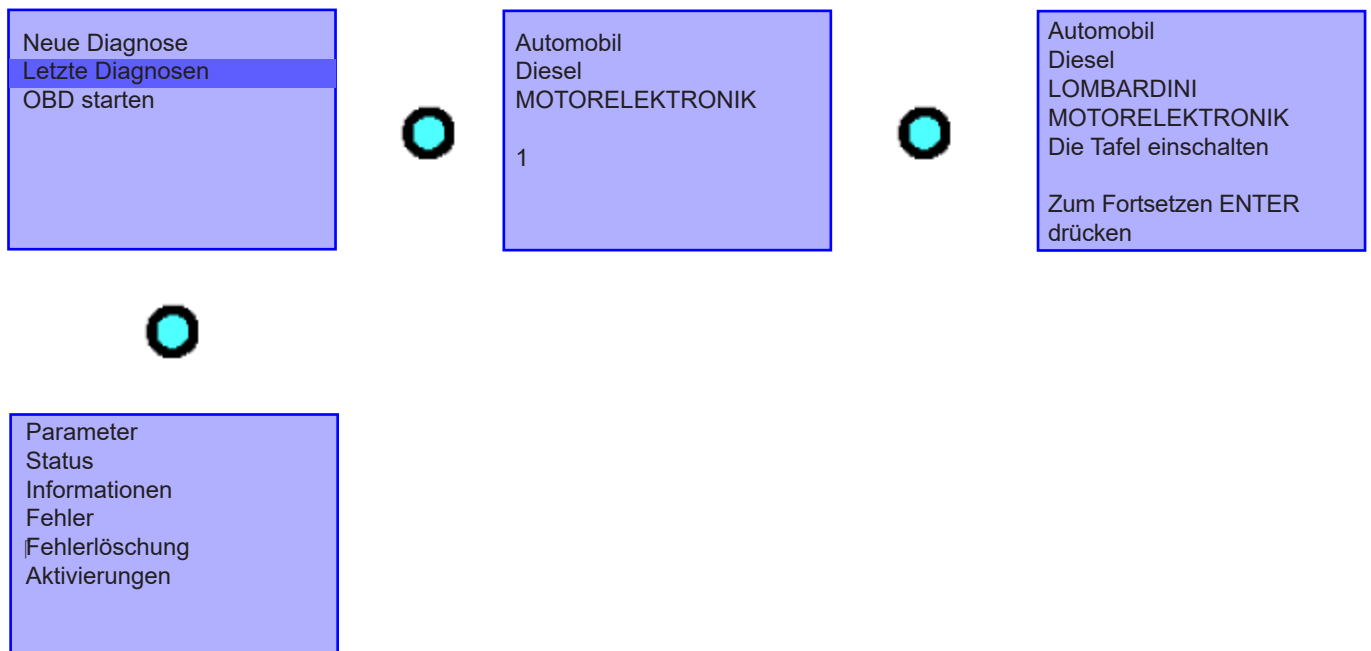 Neue Diagnose
Letzte Diagnosen
OBD starten
Automobil
Diesel
MOTORELEKTRONIK
1
Automobil
Diesel
LOMBARDINI
MOTORELEKTRONIK
Die Tafel einschalten
Zum Fortsetzen ENTER
drücken
Parameter
Status
Informationen
Fehler
Fehlerlöschung
Aktivierungen